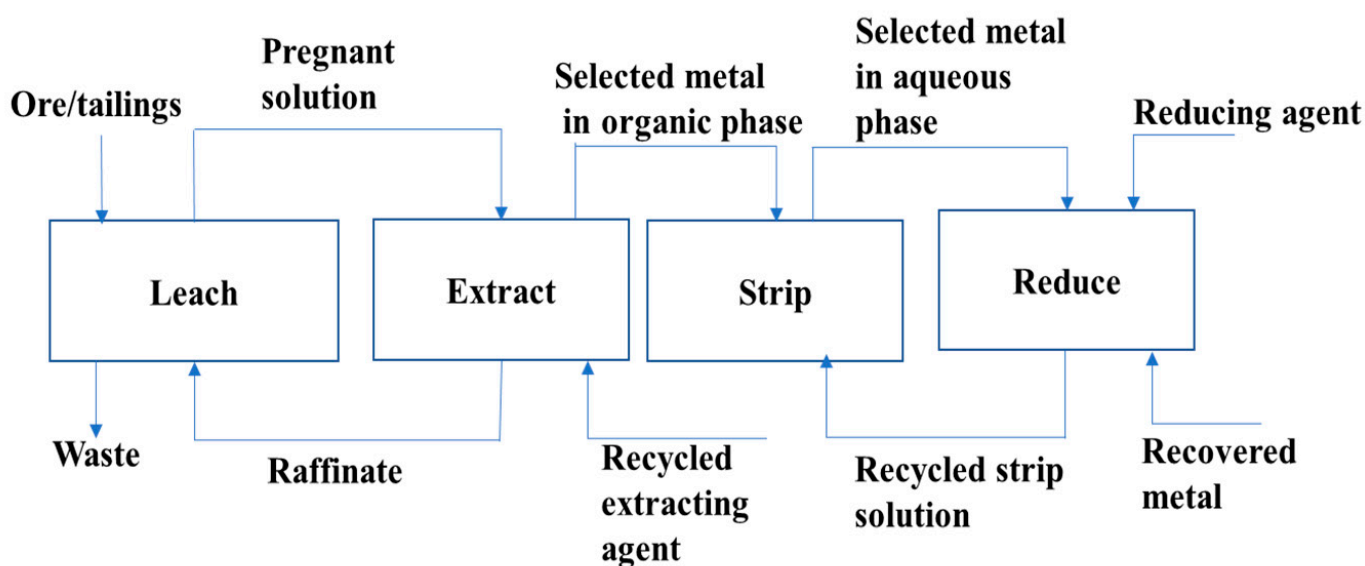 Ore/tailings
Pregnant
solution
Selected metal
in organic phase
Selected metal
in aqueous
phase
Reducing agent
Leach
Extract
Strip
Reduce
Waste
Raffinate
Recycled
extracting
agent
Recycled strip
solution
Recovered
metal